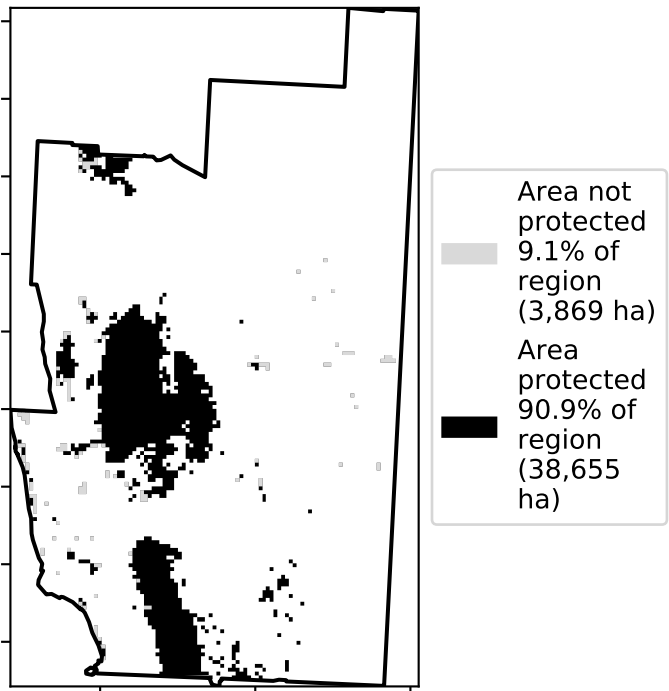 Area not
protected
9.1% of
region
(3,869 ha)
Area
protected
90.9% of
region
(38,655
ha)